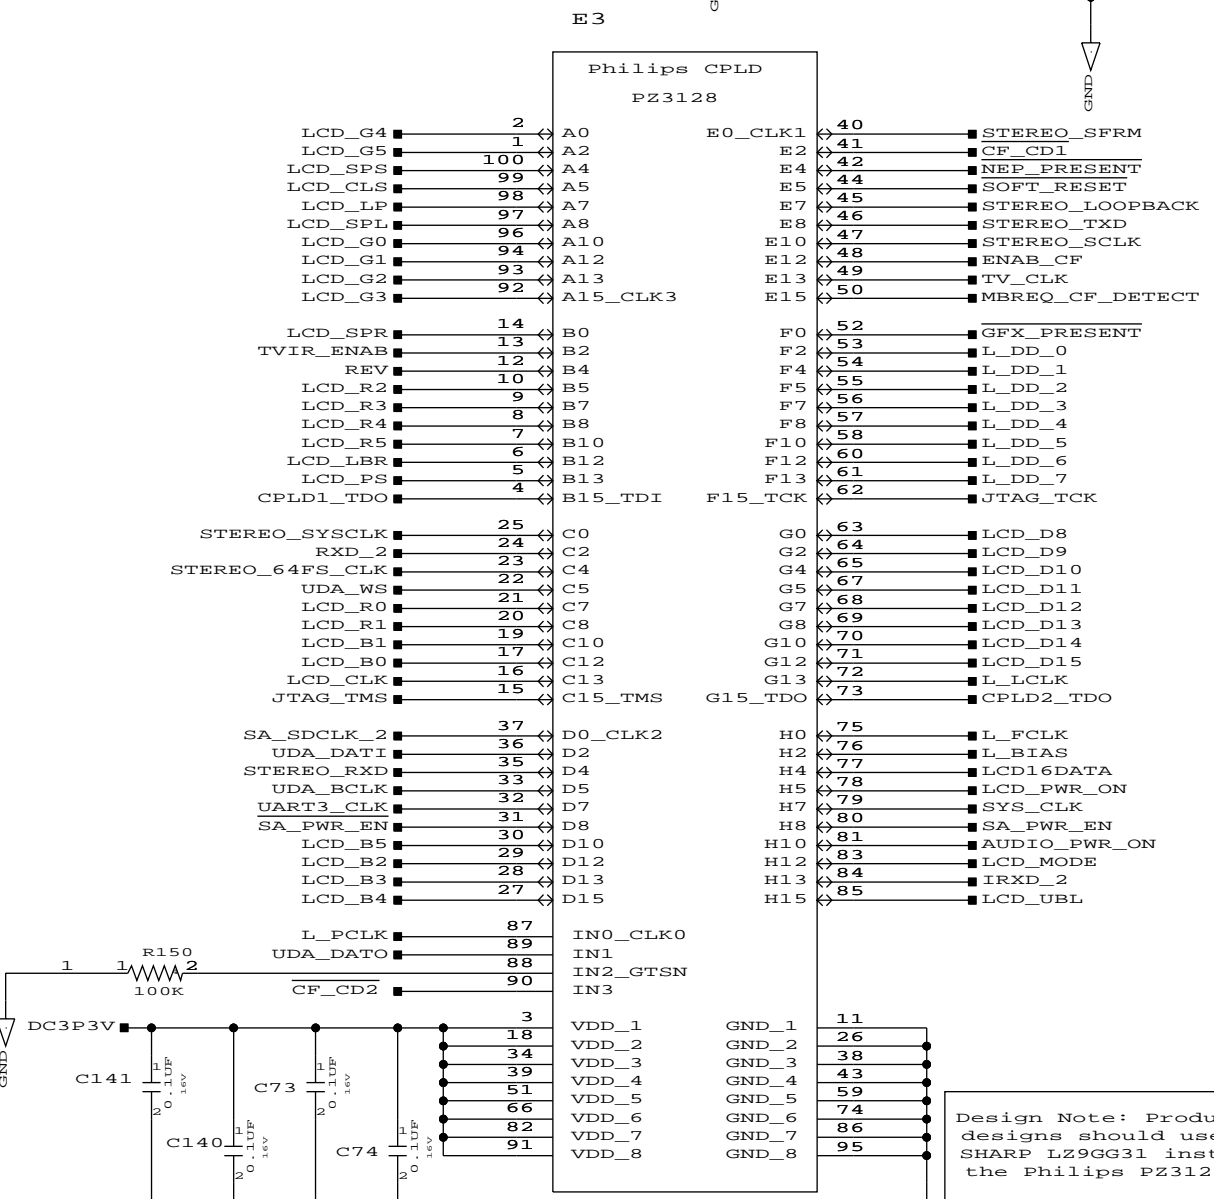 E3
G
GND
Philips CPLD
PZ3128
LCD_G4 2 A0 E0_CLK1 40 STEREO_SFRM
LCD_G5 1 A2 E2 41 CF_CD1
LCD_SPS 100 A4 E4 42 NEP_PRESENT
LCD_CLS 99 A5 E5 44 SOFT_RESET
LCD_LP 98 A7 E7 45 STEREO_LOOPBACK
LCD_SPL 97 A8 E8 46 STEREO_TXD
LCD_G0 96 A10 E10 47 STEREO_SCLK
LCD_G1 94 A12 E12 48 ENAB_CF
LCD_G2 93 A13 E13 49 TV_CLK
LCD_G3 92 A15_CLK3 E15 50 MBREQ_CF_DETECT
LCD_SPR 14 B0 F0 52 GFX_PRESENT
TVIR_ENAB 13 B2 F2 53 L_DD_0
REV 12 B4 F4 54 L_DD_1
LCD_R2 10 B5 F5 55 L_DD_2
LCD_R3 9 B7 F7 56 L_DD_3
LCD_R4 8 B8 F8 57 L_DD_4
LCD_R5 7 B10 F10 58 L_DD_5
LCD_LBR 6 B12 F12 60 L_DD_6
LCD_PS 5 B13 F13 61 L_DD_7
CPLD1_TDO 4 B15_TDI F15_TCK 62 JTAG_TCK
STEREO_SYSCLK 25 C0 G0 63 LCD_D8
RXD_2 24 C2 G2 64 LCD_D9
STEREO_64FS_CLK 23 C4 G4 65 LCD_D10
UDA_WS 22 C5 G5 67 LCD_D11
LCD_R0 21 C7 G7 68 LCD_D12
LCD_R1 20 C8 G8 69 LCD_D13
LCD_B1 19 C10 G10 70 LCD_D14
LCD_B0 17 C12 G12 71 LCD_D15
LCD_CLK 16 C13 G13 72 L_LCLK
JTAG_TMS 15 C15_TMS G15_TDO 73 CPLD2_TDO
SA_SDCLK_2 37 D0_CLK2 H0 75 L_FCLK
UDA_DATI 36 D2 H2 76 L_BIAS
STEREO_RXD 35 D4 H4 77 LCD16DATA
UDA_BCLK 33 D5 H5 78 LCD_PWR_ON
UART3_CLK 32 D7 H7 79 SYS_CLK
SA_PWR_EN 31 D8 H8 80 SA_PWR_EN
LCD_B5 30 D10 H10 81 AUDIO_PWR_ON
LCD_B2 29 D12 H12 83 LCD_MODE
LCD_B3 28 D13 H13 84 IRXD_2
LCD_B4 27 D15 H15 85 LCD_UBL
L_PCLK 87 IN0_CLK0
UDA_DATO 89 IN1
R150
1 1 2 88 IN2_GTSN
100K
CF_CD2 90 IN3
GND
DC3P3V 3 VDD_1 GND_1 11
18 VDD_2 GND_2 26
34 VDD_3 GND_3 38
39 VDD_4 GND_4 43
51 VDD_5 GND_5 59
66 VDD_6 GND_6 74
82 VDD_7 GND_7 86
91 VDD_8 GND_8 95
C141 1 2 0.1UF 16V
C73 1 2 0.1UF 16V
C140 1 2 0.1UF 16V
C74 1 2 0.1UF 16V
Design Note: Produ
designs should use
SHARP LZ9GG31 inst
the Philips PZ312